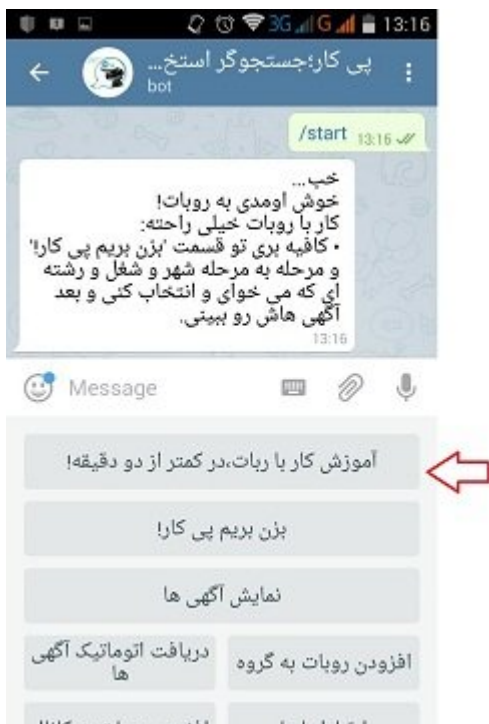 3G G 13:16
پی کار؛جستجوگر استخ...
bot
/start 13:16
خب...
خوش اومدی به روبات!
کار با روبات خیلی راحته:
• کافیه بری تو قسمت 'بزن بریم پی کار!'
و مرحله به مرحله شهر و شغل و رشته
ای که می خوای و انتخاب کنی و بعد
آگهی هاش رو ببینی.
13:16
Message
آموزش کار با ربات،در کمتر از دو دقیقه!
بزن بریم پی کار!
نمایش آگهی ها
افزودن روبات به گروه
دریافت اتوماتیک آگهی
ها